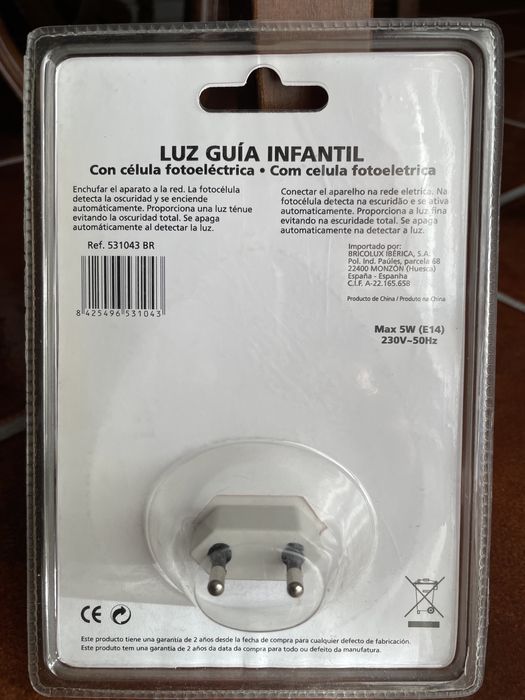 LUZ GUÍA INFANTIL
Con célula fotoeléctrica • Com celula fotoeletrica
Enchufar el aparato a la red. La fotocélula
detecta la oscuridad y se enciende
automáticamente. Proporciona una luz ténue
evitando la oscuridad total. Se apaga
automáticamente al detectar la luz.
Conectar el aparelho na rede eletrica. Na
fotocélula detecta na escuridão e se ativa
automaticamente. Proporciona a luz fina
evitando na escuridade total. Se apaga
automaticamente na detectar a luz.
Ref. 531043 BR
8 425496 531043
Importado por:
BRICOLUX IBÉRICA, S.A.
Pol. Ind. Paúles, parcela 68
22400 MONZÓN (Huesca)
España - Espanha
C.I.F. A-22.165.658
Producto de China / Produto na China
Max 5W (E14)
230V~50Hz
CE
Este producto tiene una garantía de 2 años desde la fecha de compra para cualquier defecto de fabricación.
Este produto tem uma garantia de 2 años da data da compra para todo ou defeito da manufatura.